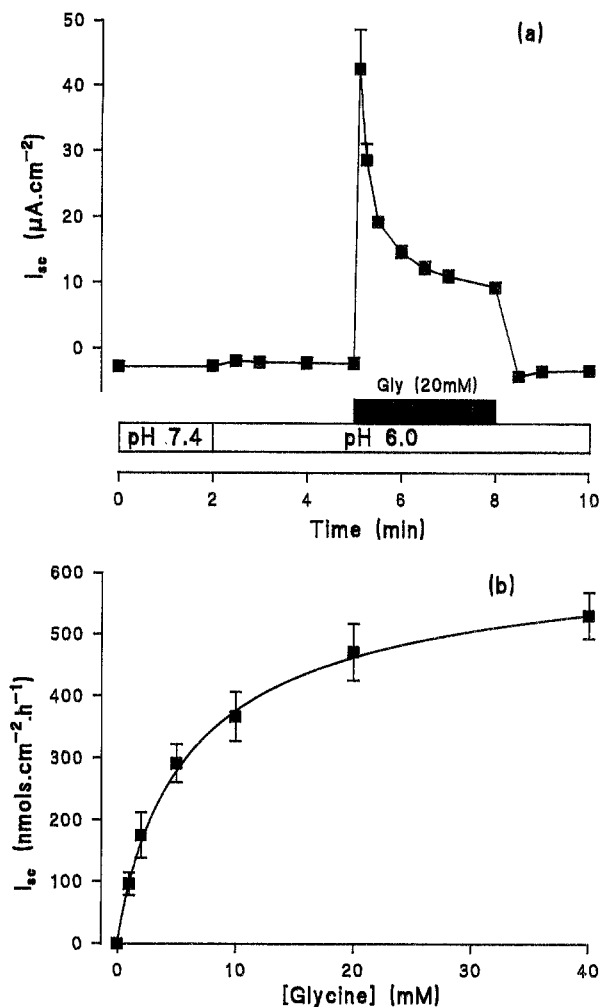 (a)
50
40
30
20
10
0
I_sc (µA.cm⁻²)
Gly (20mM)
pH 7.4
pH 6.0
0 2 4 6 8 10
Time (min)
(b)
600
500
400
300
200
100
0
I_sc (nmols.cm⁻².h⁻¹)
0 10 20 30 40
[Glycine] (mM)